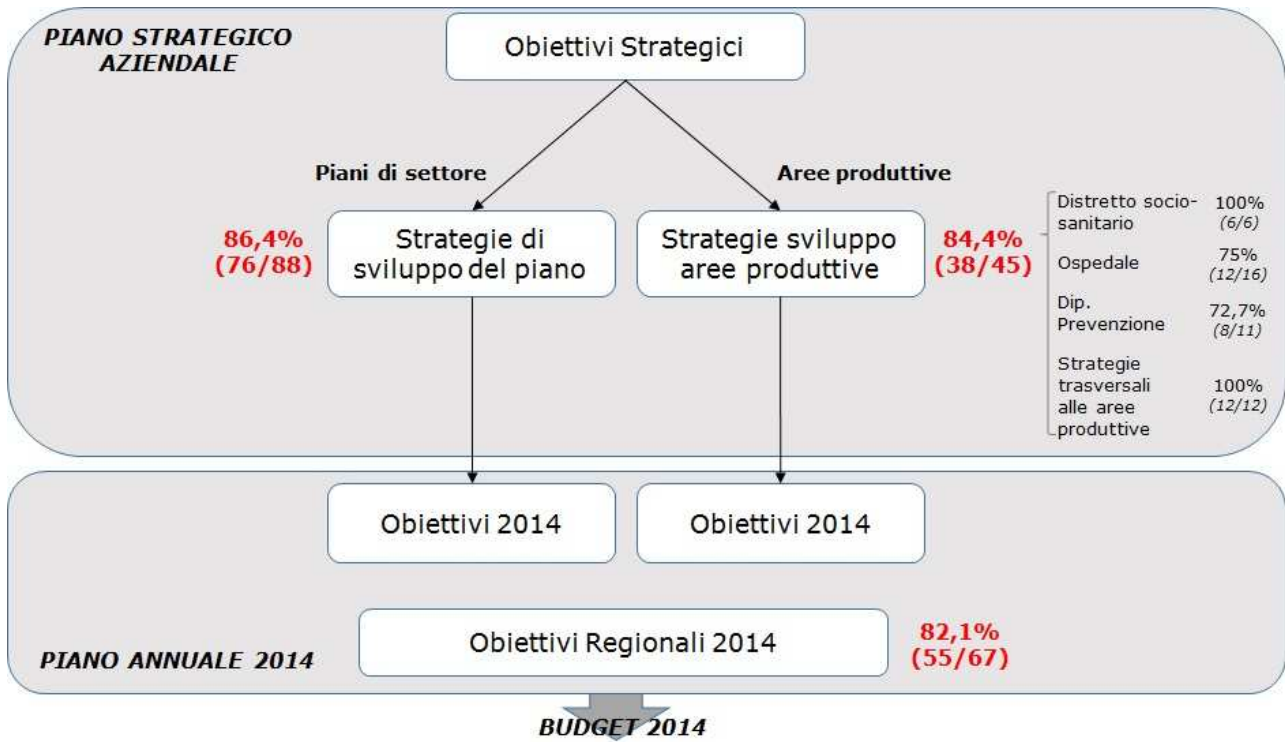 PIANO STRATEGICO
AZIENDALE
Obiettivi Strategici
Piani di settore
Aree produttive
86,4%
(76/88)
Strategie di
sviluppo del piano
Strategie sviluppo
aree produttive
84,4%
(38/45)
Distretto socio-
sanitario
100%
(6/6)
Ospedale
75%
(12/16)
Dip.
Prevenzione
72,7%
(8/11)
Strategie
trasversali
alle aree
produttive
100%
(12/12)
Obiettivi 2014
Obiettivi 2014
Obiettivi Regionali 2014
82,1%
(55/67)
PIANO ANNUALE 2014
BUDGET 2014